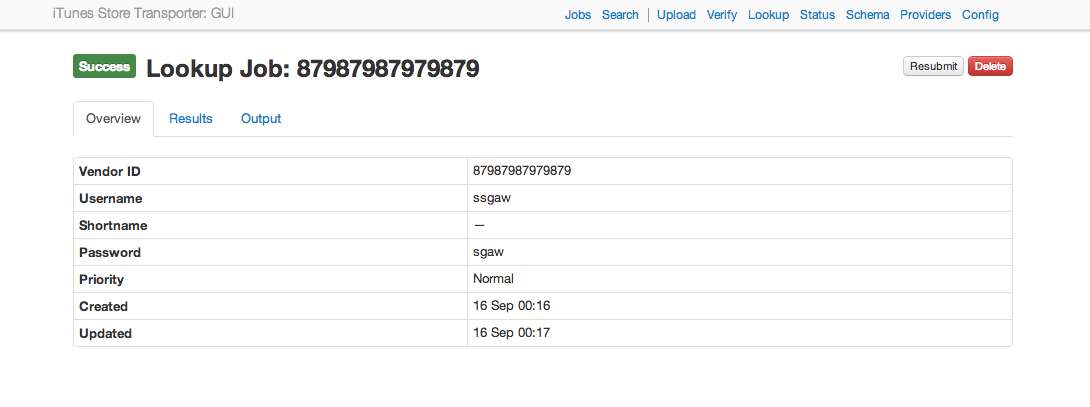 iTunes Store Transporter: GUI Jobs Search Upload Verify Lookup Status Schema Providers Config
Success Lookup Job: 87987987979879 Resubmit Delete
Overview Results Output
Vendor ID 87987987979879
Username ssgaw
Shortname —
Password sgaw
Priority Normal
Created 16 Sep 00:16
Updated 16 Sep 00:17